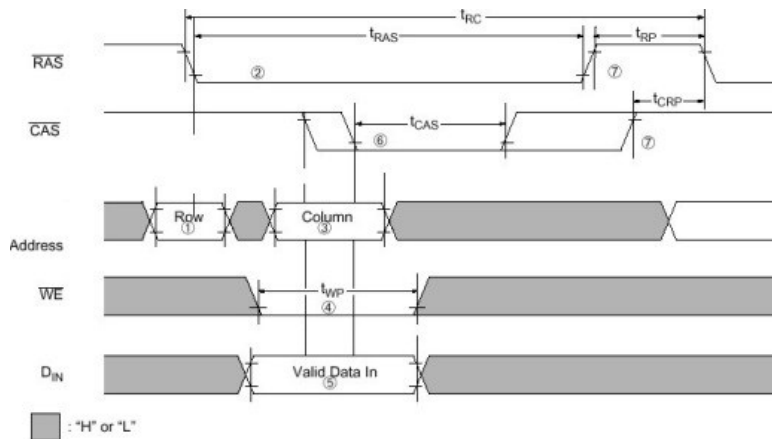 tRC
tRAS
tRP
RAS
②
⑦
tCRP
CAS
tCAS
⑥
⑦
Row
①
Column
③
Address
WE
tWP
④
DIN
Valid Data In
⑤
: “H” or “L”